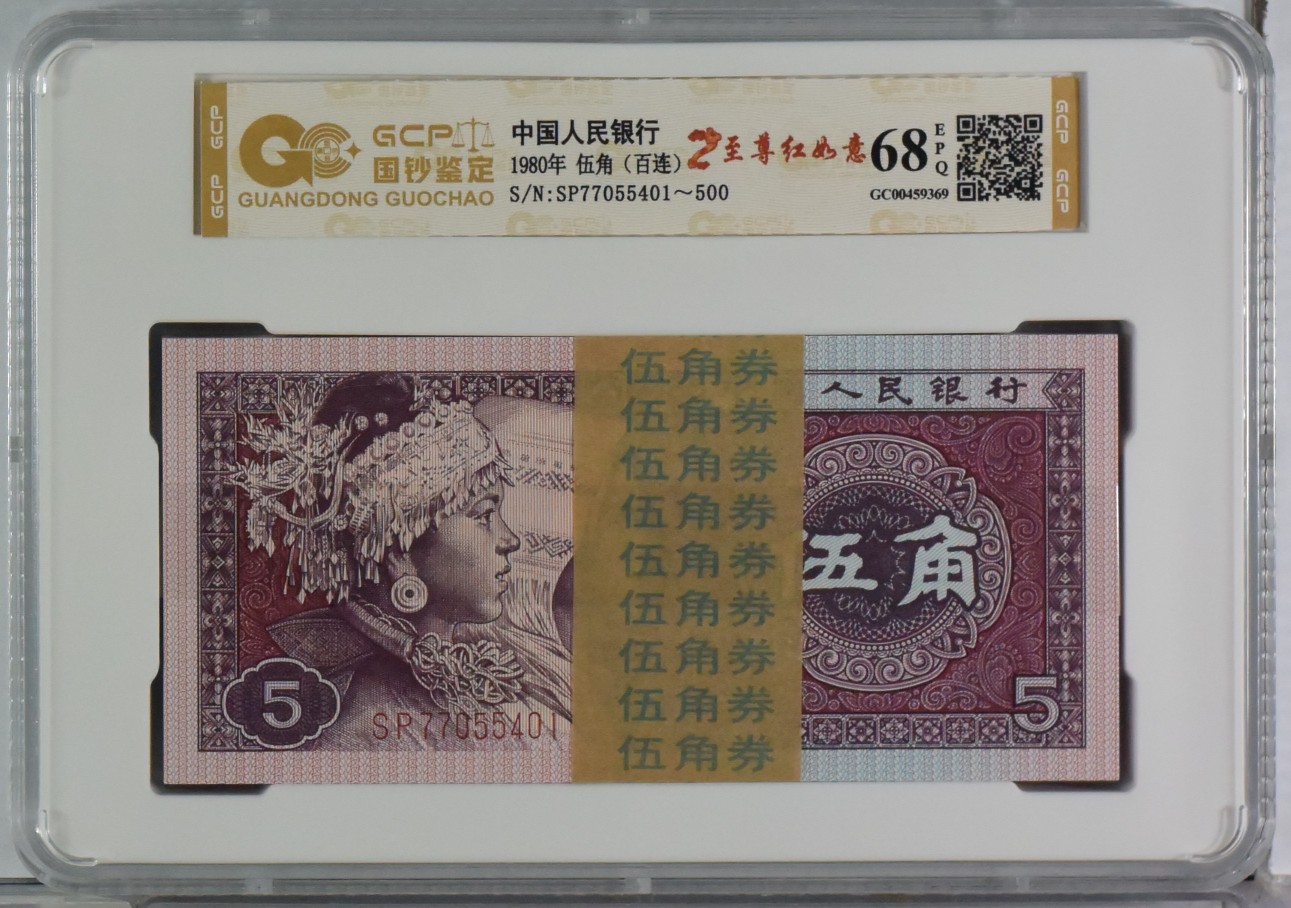 GCP
GCP
GCP
国钞鉴定
GUANGDONG GUOCHAO
中国人民银行
1980年 伍角（百连）
S/N:SP77055401～500
至尊红如意
68
EPQ
GC00459369
GCP
GCP
人民银行
伍角券
伍角券
伍角券
伍角券
伍角券
伍角券
伍角券
伍角券
伍角券
伍角
5
SP77055401
5